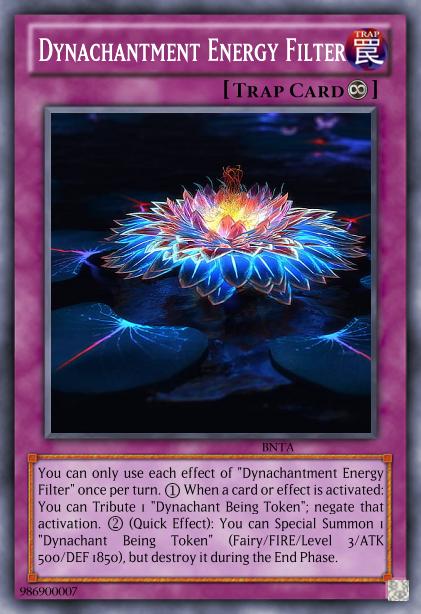 DYNACHANTMENT ENERGY FILTER
TRAP
罠
[TRAP CARD]
BNTA
You can only use each effect of "Dynachantment Energy
Filter" once per turn. ① When a card or effect is activated:
You can Tribute 1 "Dynachant Being Token"; negate that
activation. ② (Quick Effect): You can Special Summon 1
"Dynachant Being Token" (Fairy/FIRE/Level 3/ATK
500/DEF 1850), but destroy it during the End Phase.
986900007